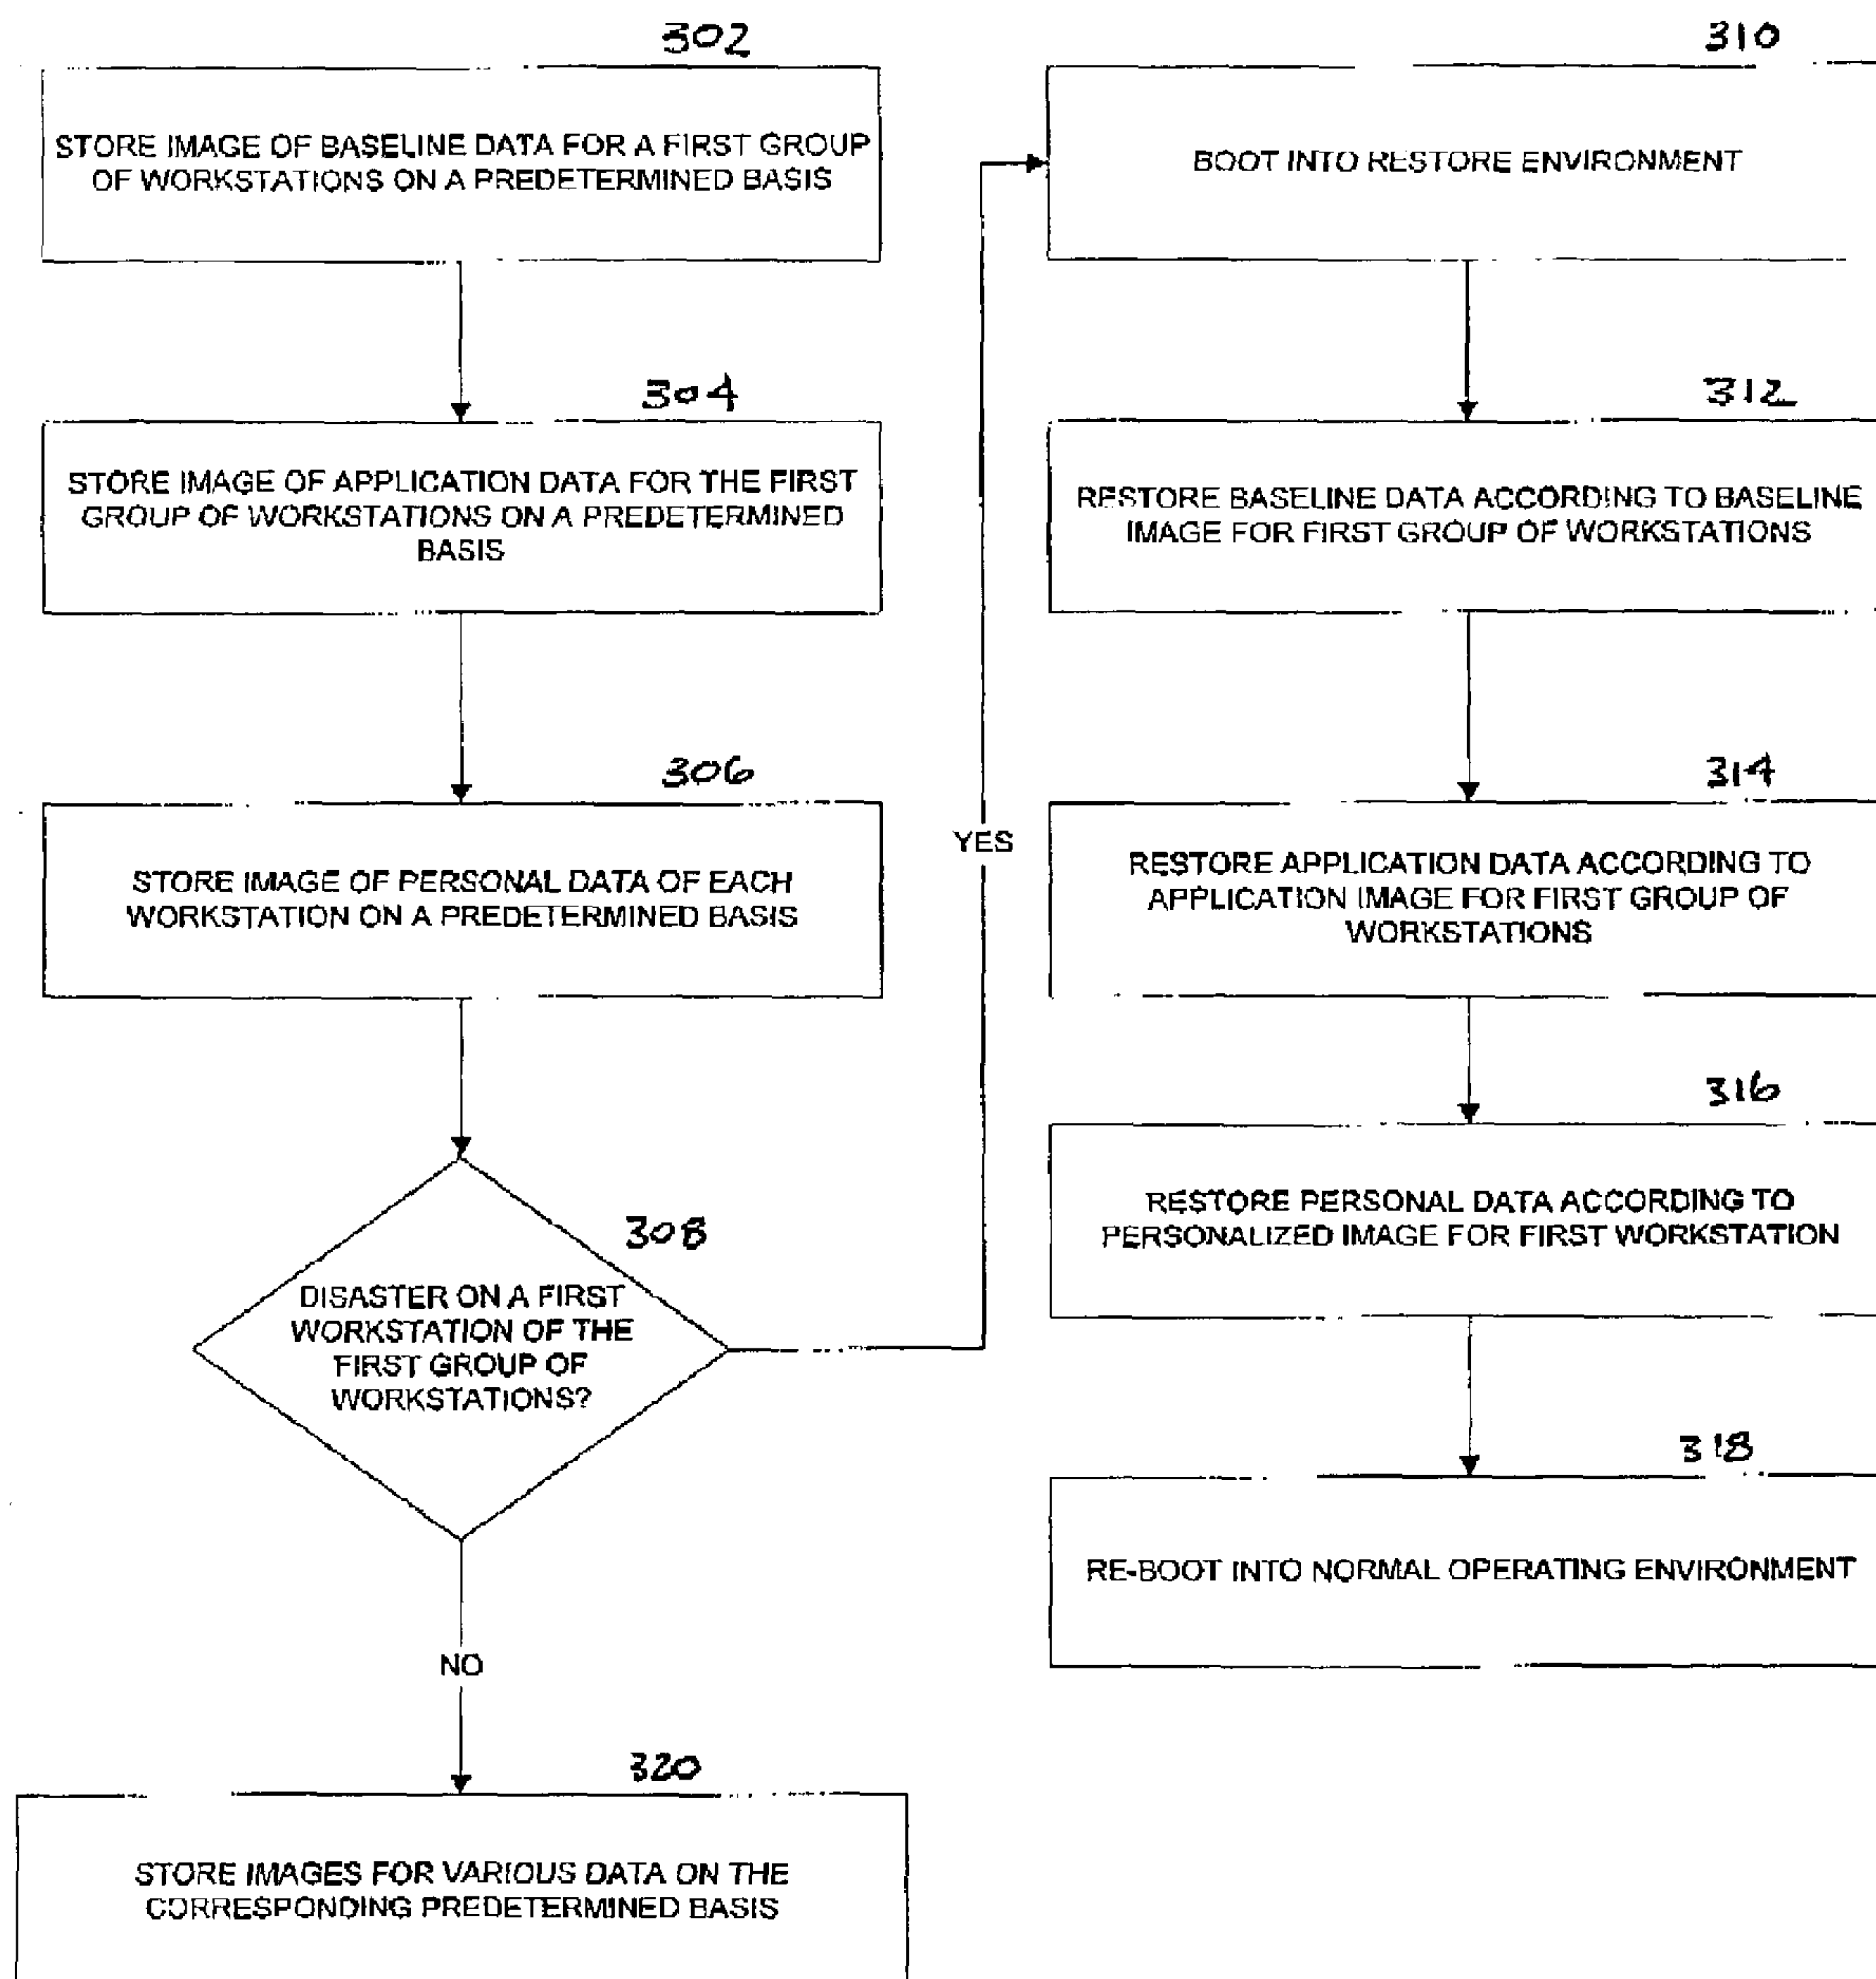 302
STORE IMAGE OF BASELINE DATA FOR A FIRST GROUP
OF WORKSTATIONS ON A PREDETERMINED BASIS
304
STORE IMAGE OF APPLICATION DATA FOR THE FIRST
GROUP OF WORKSTATIONS ON A PREDETERMINED
BASIS
306
STORE IMAGE OF PERSONAL DATA OF EACH
WORKSTATION ON A PREDETERMINED BASIS
308
DISASTER ON A FIRST
WORKSTATION OF THE
FIRST GROUP OF
WORKSTATIONS?
NO
320
STORE IMAGES FOR VARIOUS DATA ON THE
CORRESPONDING PREDETERMINED BASIS
YES
310
BOOT INTO RESTORE ENVIRONMENT
312
RESTORE BASELINE DATA ACCORDING TO BASELINE
IMAGE FOR FIRST GROUP OF WORKSTATIONS
314
RESTORE APPLICATION DATA ACCORDING TO
APPLICATION IMAGE FOR FIRST GROUP OF
WORKSTATIONS
316
RESTORE PERSONAL DATA ACCORDING TO
PERSONALIZED IMAGE FOR FIRST WORKSTATION
318
RE-BOOT INTO NORMAL OPERATING ENVIRONMENT